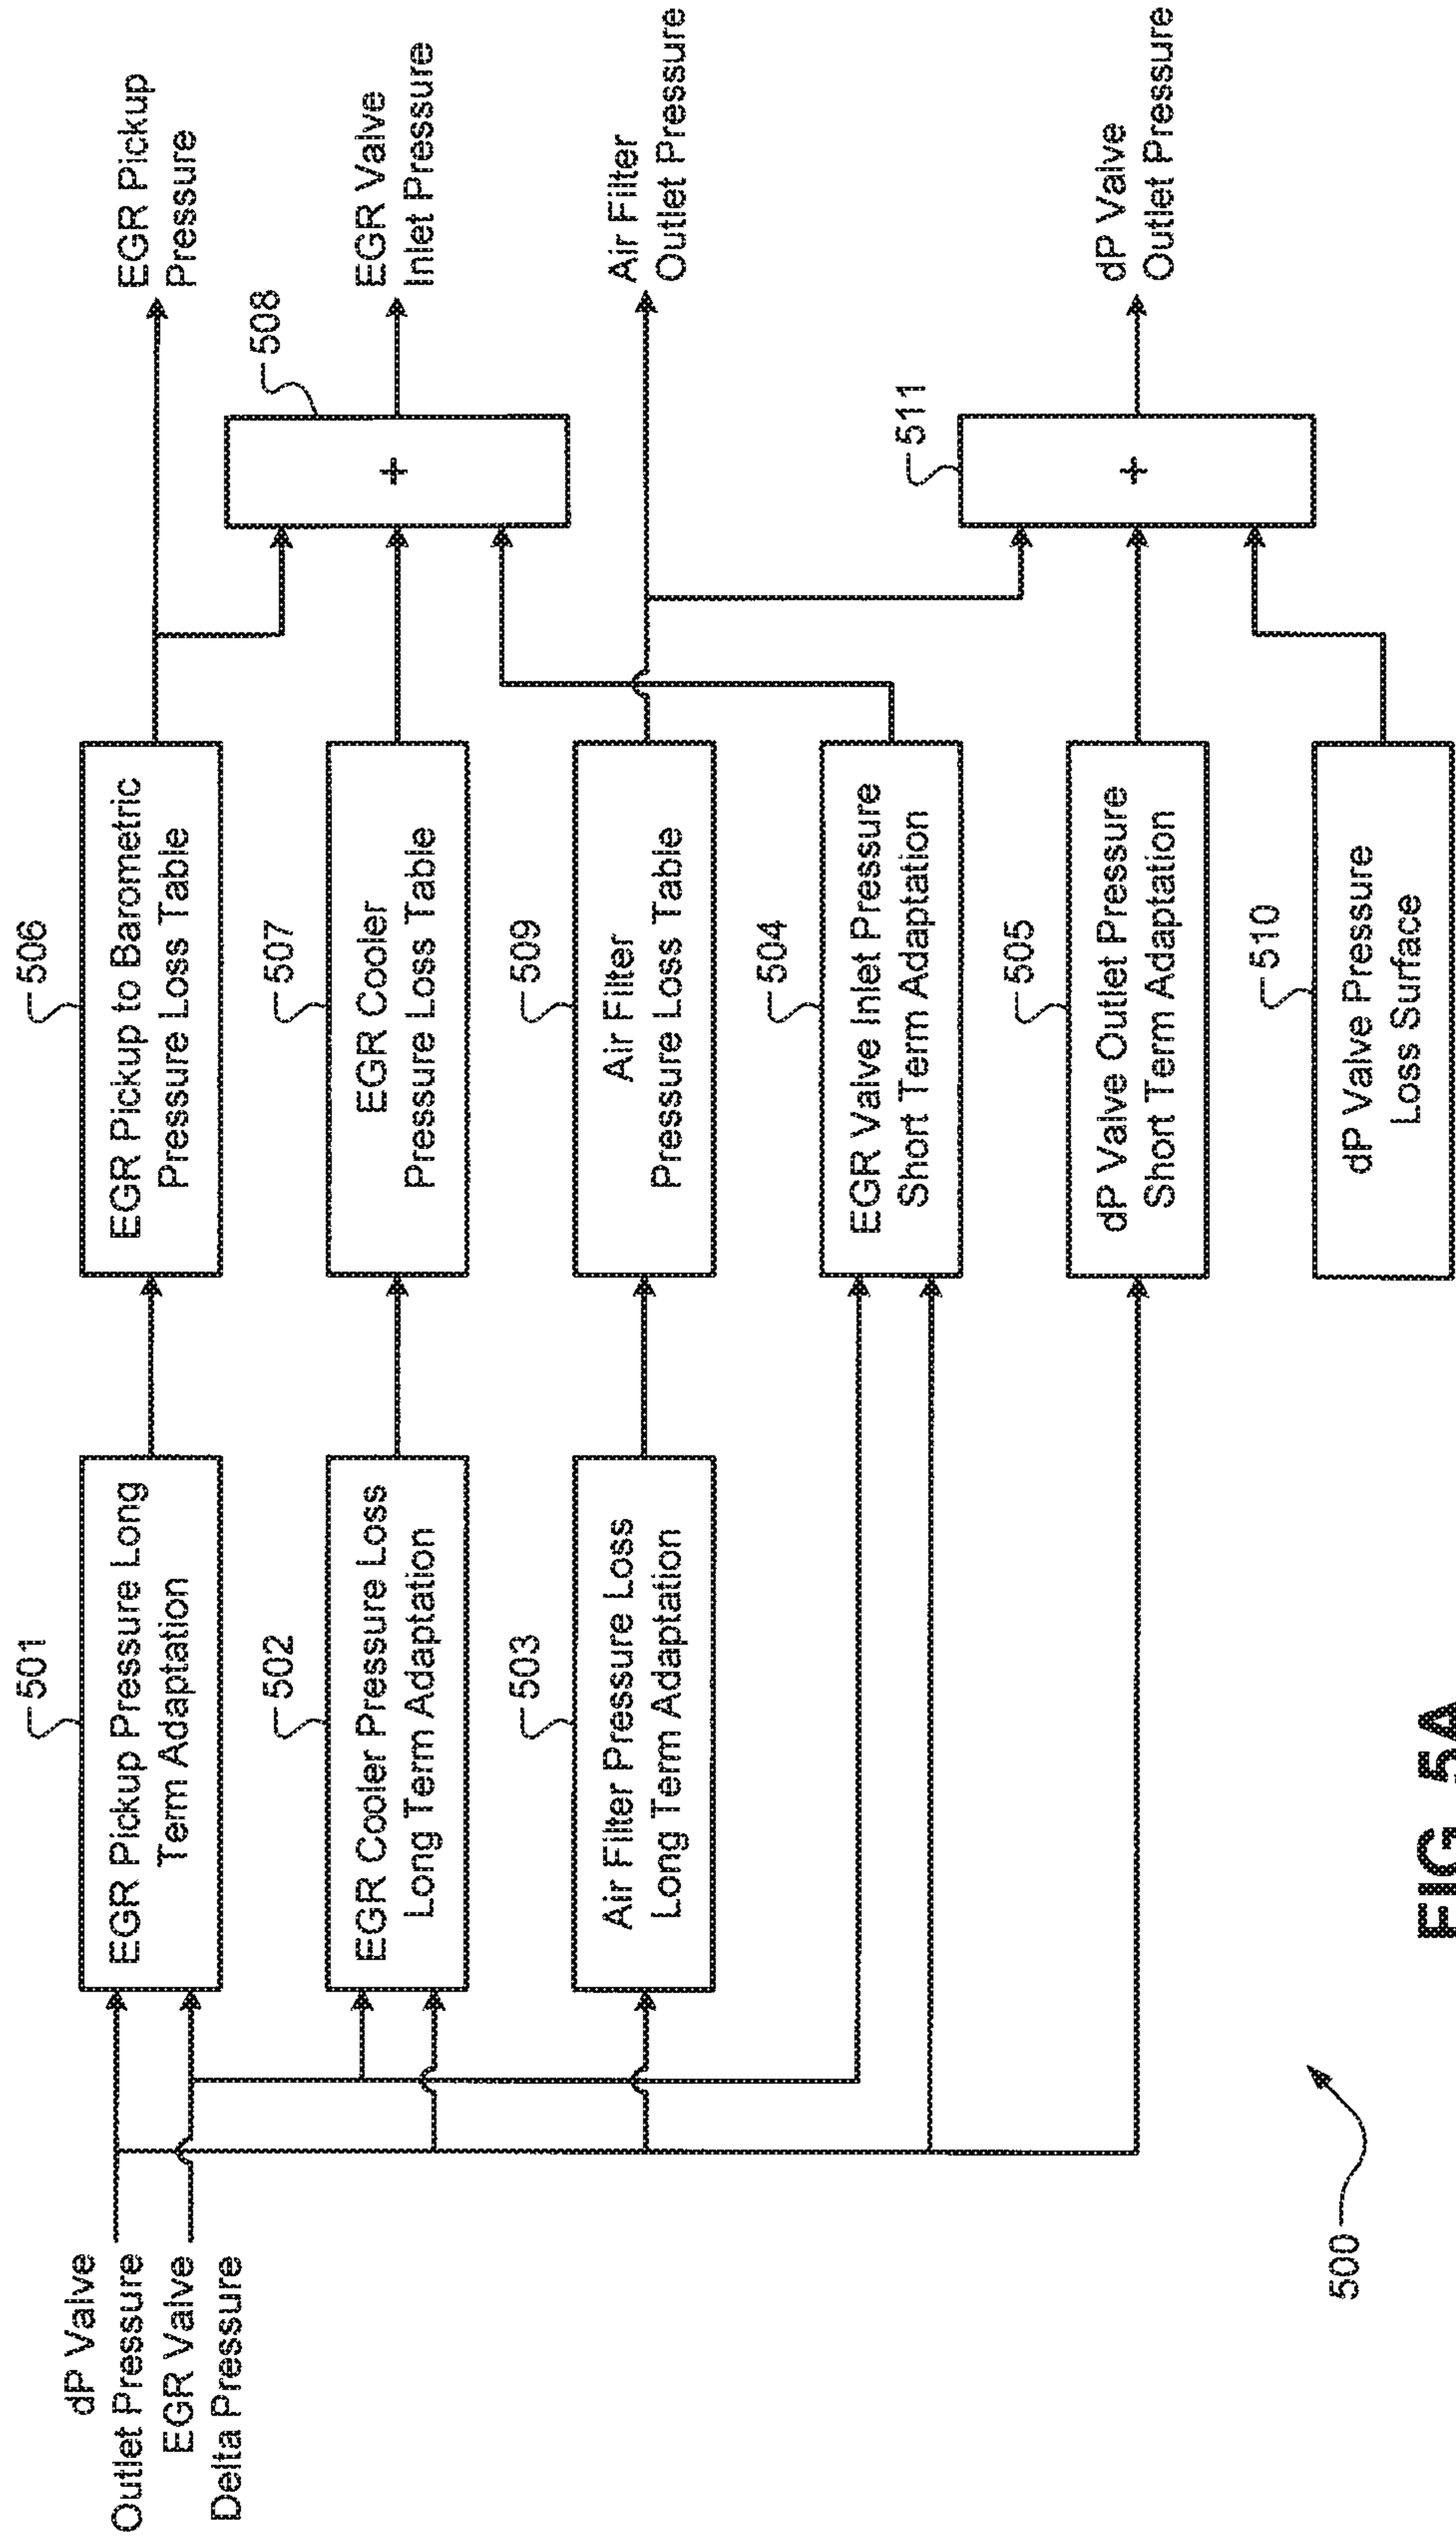 dP Valve
Outlet Pressure
EGR Valve
Delta Pressure
501
EGR Pickup Pressure Long
Term Adaptation
502
EGR Cooler Pressure Loss
Long Term Adaptation
503
Air Filter Pressure Loss
Long Term Adaptation
506
EGR Pickup to Barometric
Pressure Loss Table
507
EGR Cooler
Pressure Loss Table
509
Air Filter
Pressure Loss Table
504
EGR Valve Inlet Pressure
Short Term Adaptation
505
dP Valve Outlet Pressure
Short Term Adaptation
510
dP Valve Pressure
Loss Surface
508
+
511
+
EGR Pickup
Pressure
EGR Valve
Inlet Pressure
Air Filter
Outlet Pressure
dP Valve
Outlet Pressure
500
FIG. 5A